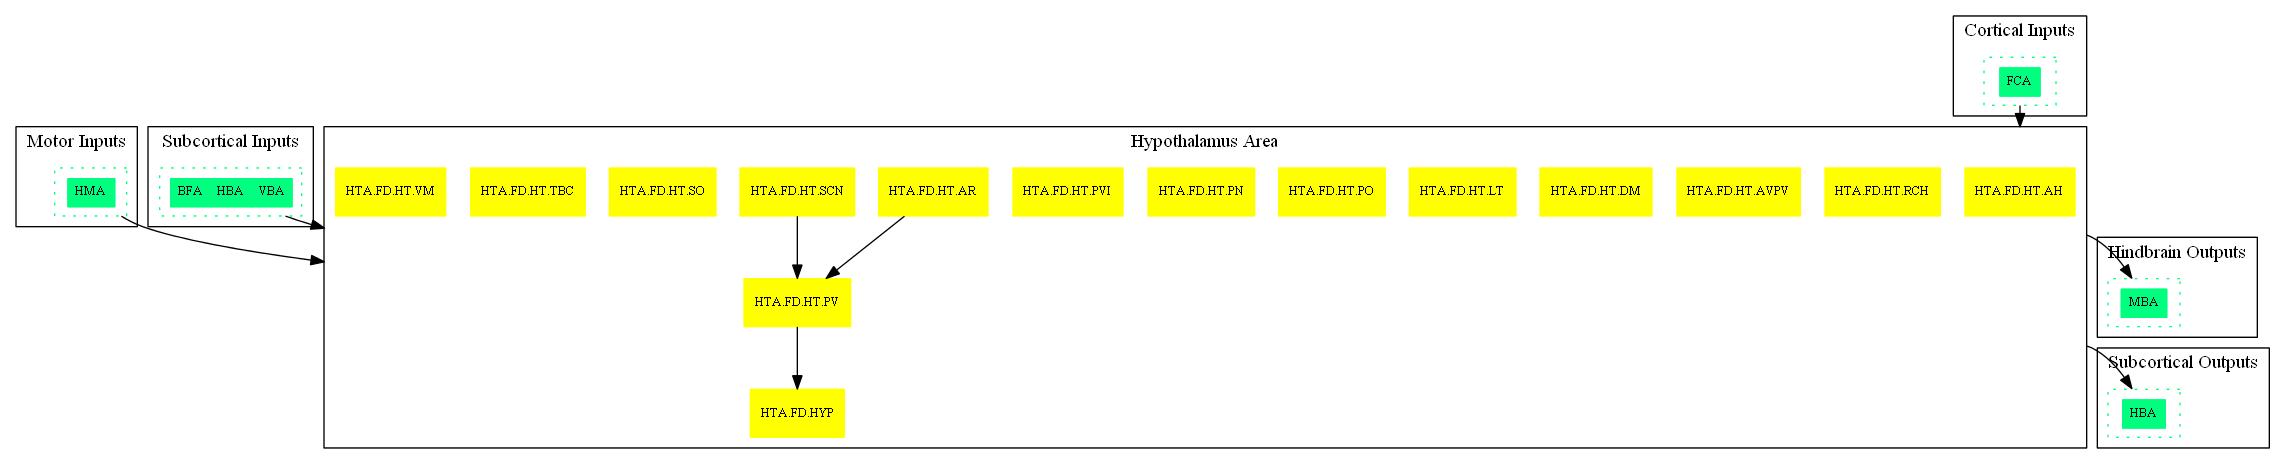 Cortical Inputs
FCA
Motor Inputs
HMA
Subcortical Inputs
BFA HBA VBA
Hypothalamus Area
HTA.FD.HT.VM HTA.FD.HT.TBC HTA.FD.HT.SO HTA.FD.HT.SCN HTA.FD.HT.AR HTA.FD.HT.PVI HTA.FD.HT.PN HTA.FD.HT.PO HTA.FD.HT.LT HTA.FD.HT.DM HTA.FD.HT.AVPV HTA.FD.HT.RCH HTA.FD.HT.AH
HTA.FD.HT.PV
HTA.FD.HYP
Hindbrain Outputs
MBA
Subcortical Outputs
HBA